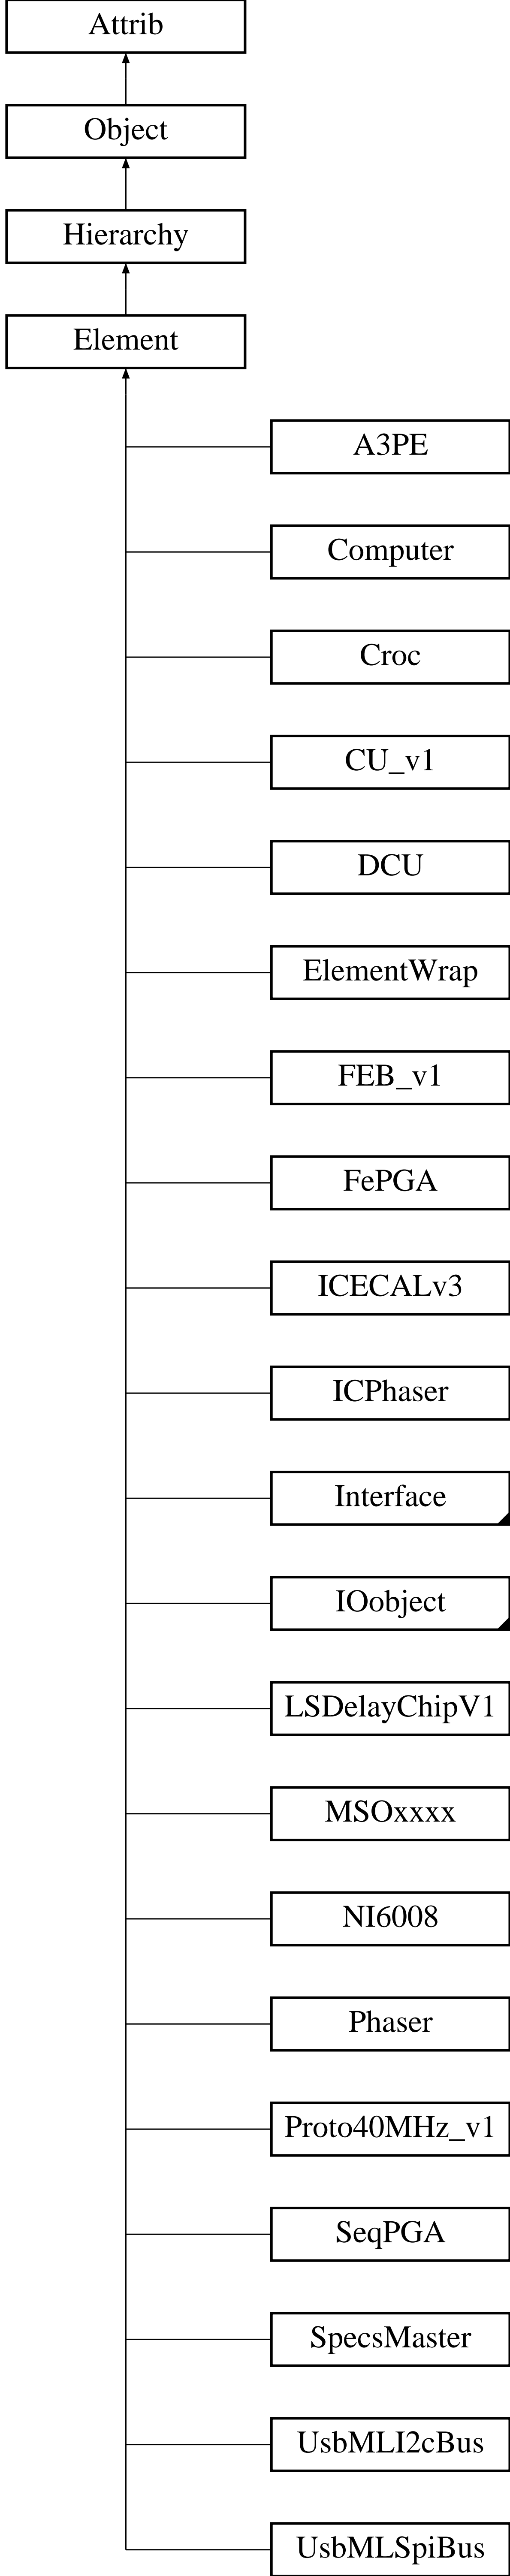 Attrib
Object
Hierarchy
Element
A3PE
Computer
Croc
CU_v1
DCU
ElementWrap
FEB_v1
FePGA
ICECALv3
ICPhaser
Interface
IOobject
LSDelayChipV1
MSOxxxx
NI6008
Phaser
Proto40MHz_v1
SeqPGA
SpecsMaster
UsbMLI2cBus
UsbMLSpiBus